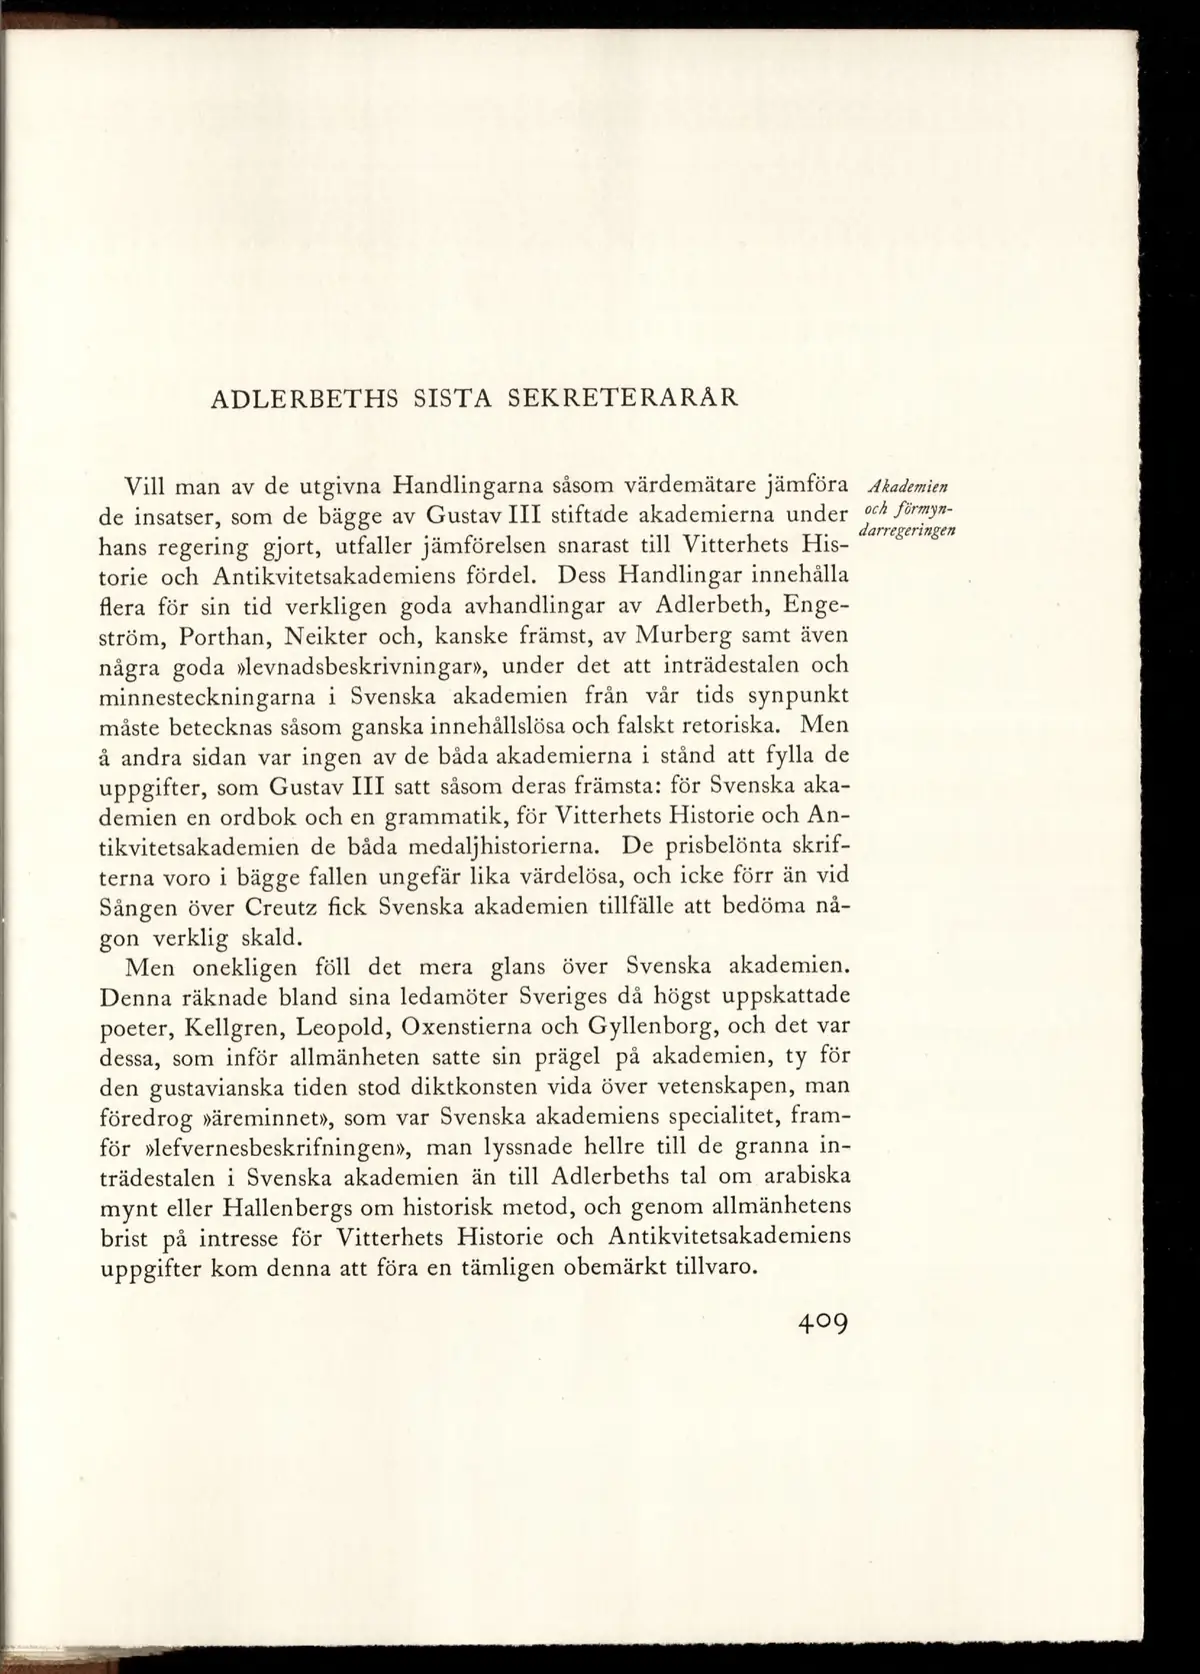 ADLERBETHS SISTA SEKRETERARÅR
Vill man av de utgivna Handlingarna såsom värdemätare jämföra
de insatser, som de bägge av Gustav III stiftade akademierna under
hans regering gjort, utfaller jämförelsen snarast till Vitterhets His-
torie och Antikvitetsakademiens fördel. Dess Handlingar innehålla
flera för sin tid verkligen goda avhandlingar av Adlerbeth, Enge-
ström, Porthan, Neikter och, kanske främst, av Murberg samt även
några goda »levnadsbeskrivningar», under det att inträdestalen och
minnesteckningarna i Svenska akademien från vår tids synpunkt
måste betecknas såsom ganska innehållslösa och falskt retoriska. Men
å andra sidan var ingen av de båda akademierna i stånd att fylla de
uppgifter, som Gustav III satt såsom deras främsta: för Svenska aka-
demien en ordbok och en grammatik, för Vitterhets Historie och An-
tikvitetsakademien de båda medaljhistorierna. De prisbelönta skrif-
terna voro i bägge fallen ungefär lika värdelösa, och icke förr än vid
Sången över Creutz fick Svenska akademien tillfälle att bedöma nå-
gon verklig skald.
Men onekligen föll det mera glans över Svenska akademien.
Denna räknade bland sina ledamöter Sveriges då högst uppskattade
poeter, Kellgren, Leopold, Oxenstierna och Gyllenborg, och det var
dessa, som inför allmänheten satte sin prägel på akademien, ty för
den gustavianska tiden stod diktkonsten vida över vetenskapen, man
föredrog »äreminnet», som var Svenska akademiens specialitet, fram-
för »lefvernesbeskrifningen», man lyssnade hellre till de granna in-
trädestalen i Svenska akademien än till Adlerbeths tal om arabiska
mynt eller Hallenbergs om historisk metod, och genom allmänhetens
brist på intresse för Vitterhets Historie och Antikvitetsakademiens
uppgifter kom denna att föra en tämligen obemärkt tillvaro.
Akademien
och förmyn-
darregeringen
409